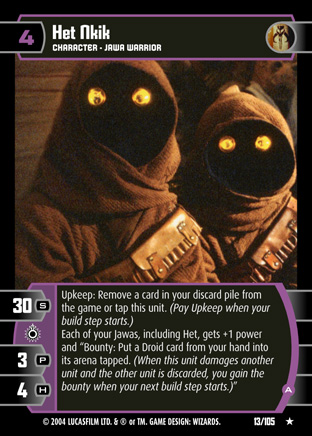 4
Het Nkik
CHARACTER • JAWA WARRIOR
30 S
3 P
4 H
Upkeep: Remove a card in your discard pile from
the game or tap this unit. (Pay Upkeep when your
build step starts.)
Each of your Jawas, including Het, gets +1 power
and "Bounty: Put a Droid card from your hand into
its arena tapped. (When this unit damages another
unit and the other unit is discarded, you gain the
bounty when your next build step starts.)"
A
© 2004 LUCASFILM LTD. & ® or TM. GAME DESIGN: WIZARDS.
13/105 ★